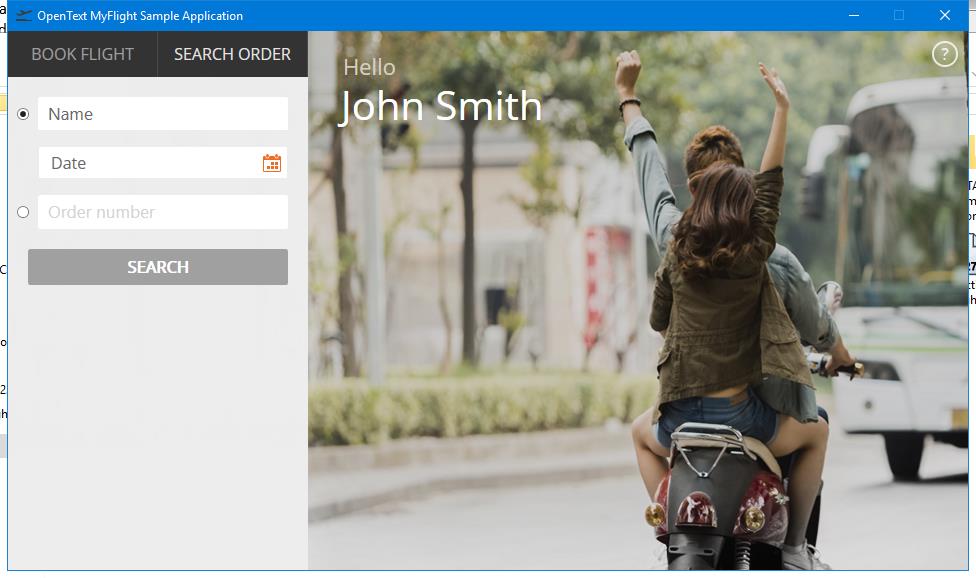 OpenText MyFlight Sample Application
BOOK FLIGHT
SEARCH ORDER
Name
Date
Order number
SEARCH
Hello
John Smith
?